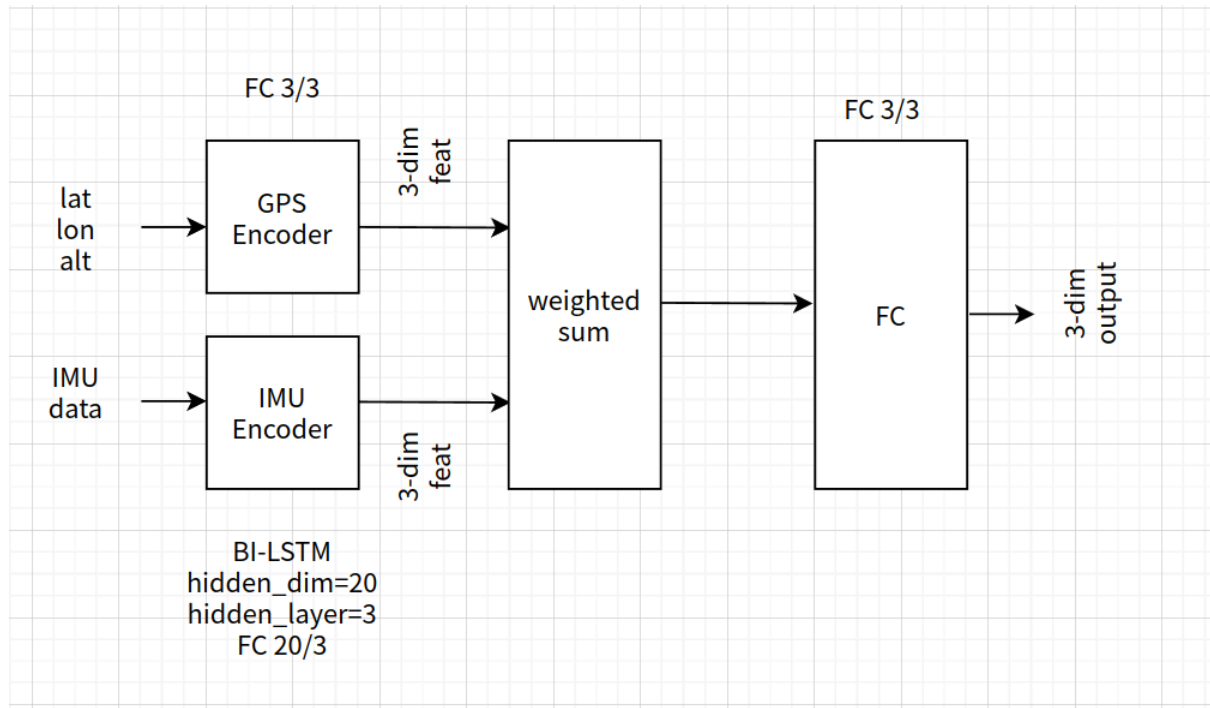 FC 3/3
lat
lon
alt
GPS
Encoder
3-dim
feat
IMU
data
IMU
Encoder
3-dim
feat
BI-LSTM
hidden_dim=20
hidden_layer=3
FC 20/3
weighted
sum
FC 3/3
FC
3-dim
output